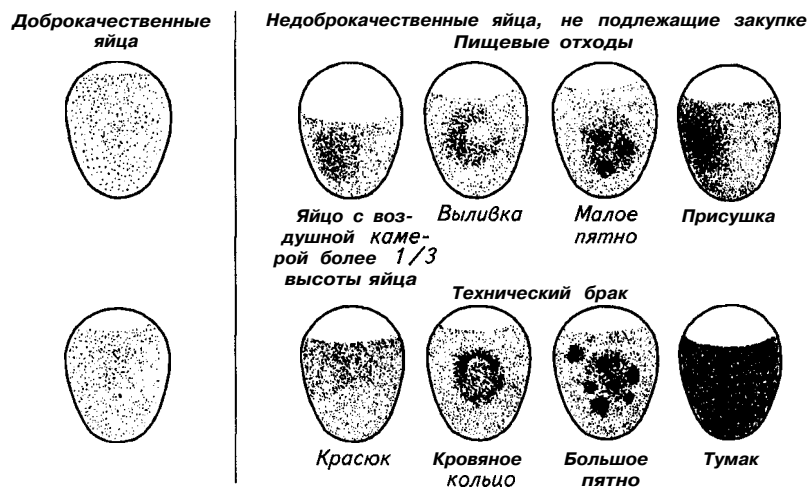 Доброкачественные
яйца
Недоброкачественные яйца, не подлежащие закупке
Пищевые отходы
Яйцо с воз-
душной каме-
рой более 1/3
высоты яйца
Выливка
Малое
пятно
Присушка
Технический брак
Красюк
Кровяное
кольцо
Большое
пятно
Тумак